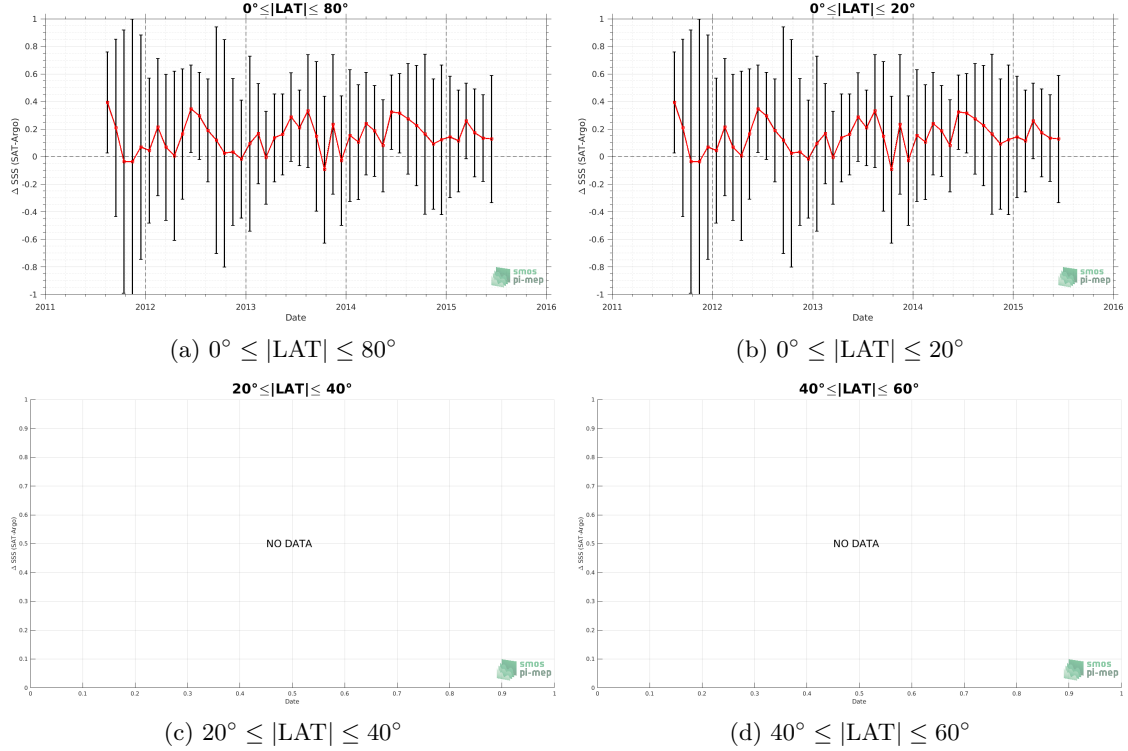 0°≤|LAT|≤ 80°
1
0.8
0.6
0.4
0.2
0
-0.2
-0.4
-0.6
-0.8
-1
Δ SSS (SAT-Argo)
2011 2012 2013 2014 2015 2016
Date
smos
pi-mep
(a) 0° ≤ |LAT| ≤ 80°
0°≤|LAT|≤ 20°
1
0.8
0.6
0.4
0.2
0
-0.2
-0.4
-0.6
-0.8
-1
Δ SSS (SAT-Argo)
2011 2012 2013 2014 2015 2016
Date
smos
pi-mep
(b) 0° ≤ |LAT| ≤ 20°
20°≤|LAT|≤ 40°
1
0.9
0.8
0.7
0.6
0.5
0.4
0.3
0.2
0.1
0
Δ SSS (SAT-Argo)
NO DATA
0 0.1 0.2 0.3 0.4 0.5 0.6 0.7 0.8 0.9 1
Date
smos
pi-mep
(c) 20° ≤ |LAT| ≤ 40°
40°≤|LAT|≤ 60°
1
0.9
0.8
0.7
0.6
0.5
0.4
0.3
0.2
0.1
0
Δ SSS (SAT-Argo)
NO DATA
0 0.1 0.2 0.3 0.4 0.5 0.6 0.7 0.8 0.9 1
Date
smos
pi-mep
(d) 40° ≤ |LAT| ≤ 60°